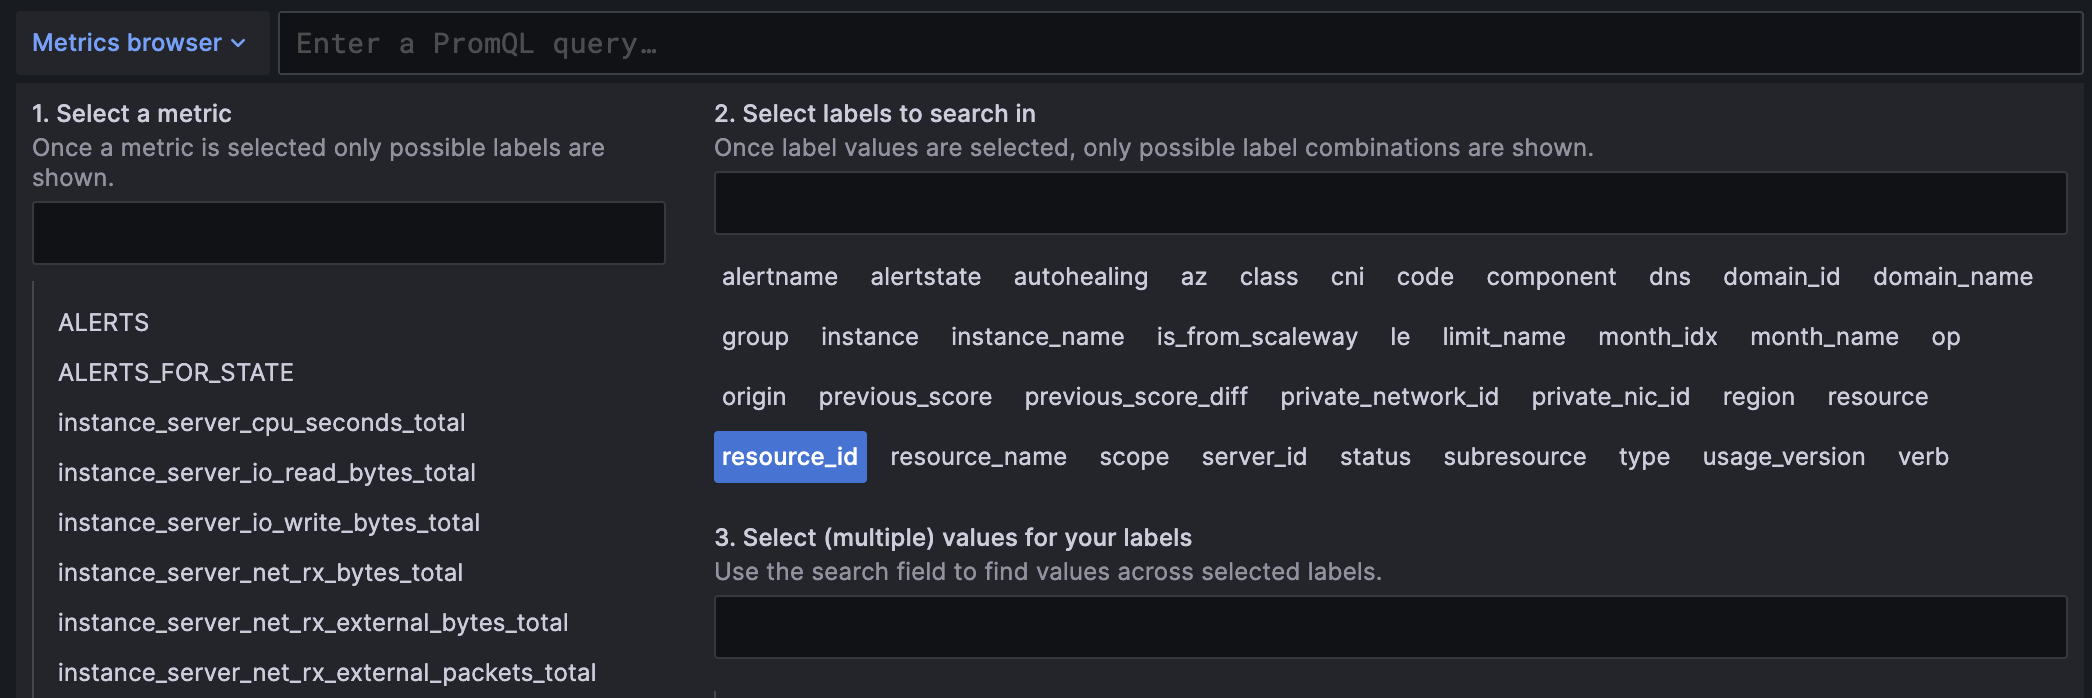 Metrics browser
Enter a PromQL query…
1. Select a metric
Once a metric is selected only possible labels are
shown.
ALERTS
ALERTS_FOR_STATE
instance_server_cpu_seconds_total
instance_server_io_read_bytes_total
instance_server_io_write_bytes_total
instance_server_net_rx_bytes_total
instance_server_net_rx_external_bytes_total
instance_server_net_rx_external_packets_total
2. Select labels to search in
Once label values are selected, only possible label combinations are shown.
alertname alertstate autohealing az class cni code component dns domain_id domain_name
group instance instance_name is_from_scaleway le limit_name month_idx month_name op
origin previous_score previous_score_diff private_network_id private_nic_id region resource
resource_id resource_name scope server_id status subresource type usage_version verb
3. Select (multiple) values for your labels
Use the search field to find values across selected labels.